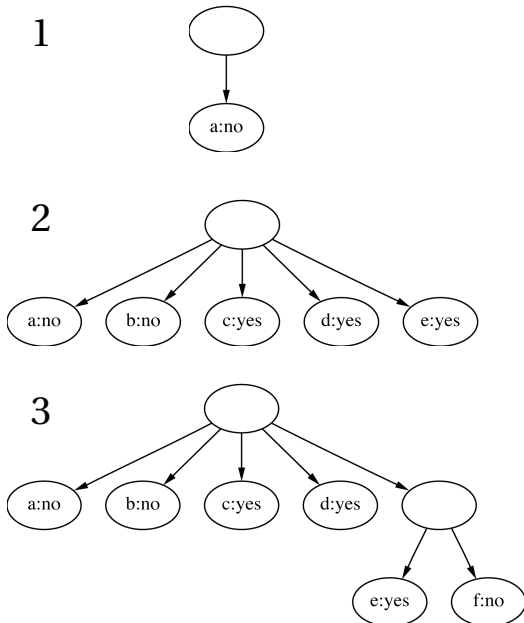 1
a:no
2
a:no b:no c:yes d:yes e:yes
3
a:no b:no c:yes d:yes
e:yes f:no